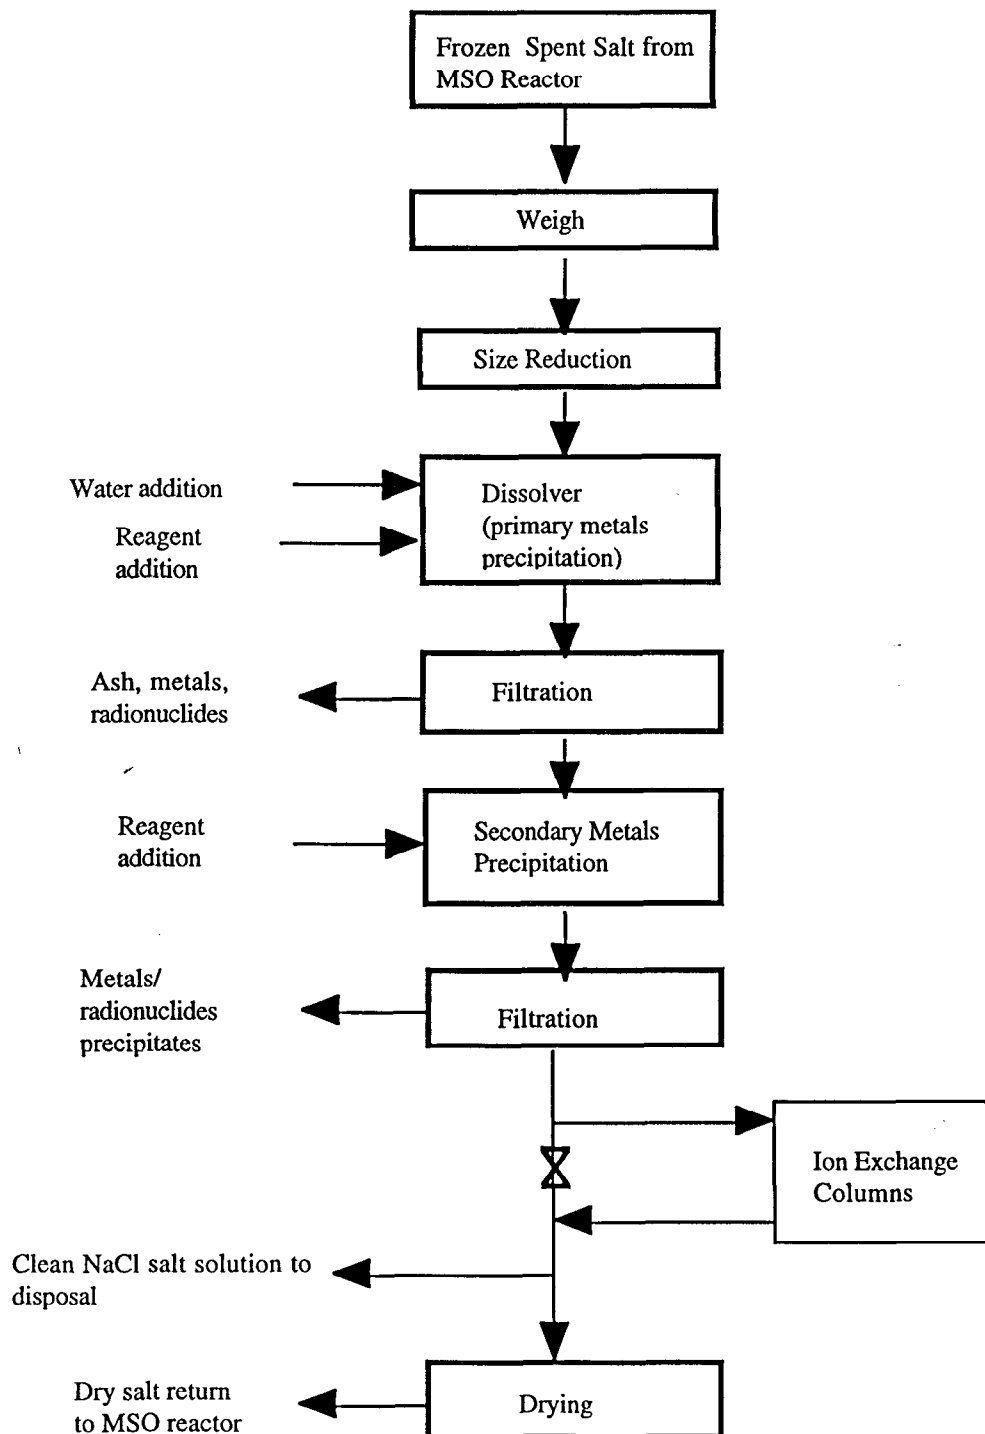 Frozen Spent Salt from
MSO Reactor
Weigh
Size Reduction
Water addition
Reagent
addition
Dissolver
(primary metals
precipitation)
Ash, metals,
radionuclides
Filtration
Reagent
addition
Secondary Metals
Precipitation
Metals/
radionuclides
precipitates
Filtration
Ion Exchange
Columns
Clean NaCl salt solution to
disposal
Dry salt return
to MSO reactor
Drying